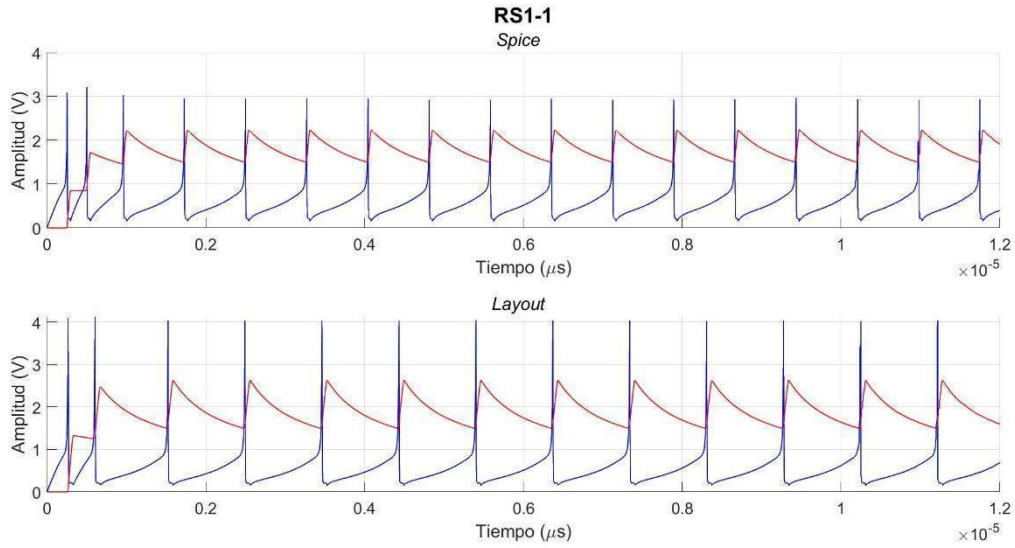 RS1-1
Spice
Amplitud (V)
4
3
2
1
0
0 0.2 0.4 0.6 0.8 1 1.2
Tiempo (μs)
×10⁻⁵
Layout
Amplitud (V)
4
3
2
1
0
0 0.2 0.4 0.6 0.8 1 1.2
Tiempo (μs)
×10⁻⁵